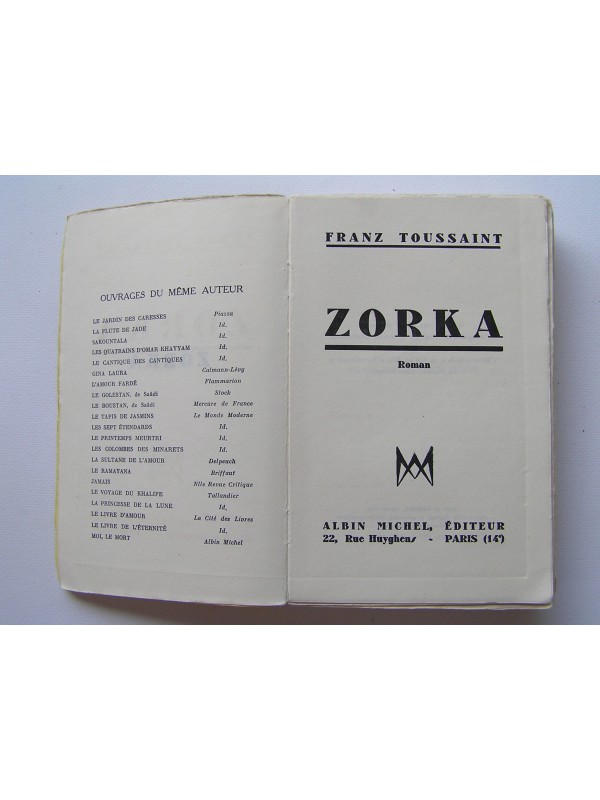 OUVRAGES DU MÊME AUTEUR
LE JARDIN DES CARESSES Piazza
LA FLUTE DE JADE Id.
SAKOUNTALA Id.
LES QUATRAINS D'OMAR KHAYYAM Id.
LE CANTIQUE DES CANTIQUES Id.
GINA LAURA Calmann-Lévy
L'AMOUR FARDÉ Flammarion
LE GOLESTAN, de Saâdi Stock
LE BOUSTAN, de Saâdi Mercure de France
LE TAPIS DE JASMINS Le Monde Moderne
LES SEPT ÉTENDARDS Id.
LE PRINTEMPS MEURTRI Id.
LES COLOMBES DES MINARETS Id.
LA SULTANE DE L'AMOUR Delpeuch
LE RAMAYANA Briffaut
JAMAIS Nlle Revue Critique
LE VOYAGE DU KHALIFE Tallandier
LA PRINCESSE DE LA LUNE Id.
LE LIVRE D'AMOUR La Cité des Livres
LE LIVRE DE L'ÉTERNITÉ Id.
MOI, LE MORT Albin Michel
FRANZ TOUSSAINT
ZORKA
Roman
ALBIN MICHEL, ÉDITEUR
22, Rue Huyghens - PARIS (14e)